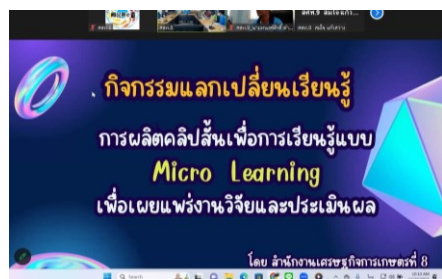 กิจกรรมแลกเปลี่ยนเรียนรู้
การผลิตคลิปสั้นเพื่อการเรียนรู้แบบ
Micro Learning
เพื่อเผยแพร่งานวิจัยและประเมินผล
โดย สำนักงานเศรษฐกิจการเกษตรที่ 8
Search